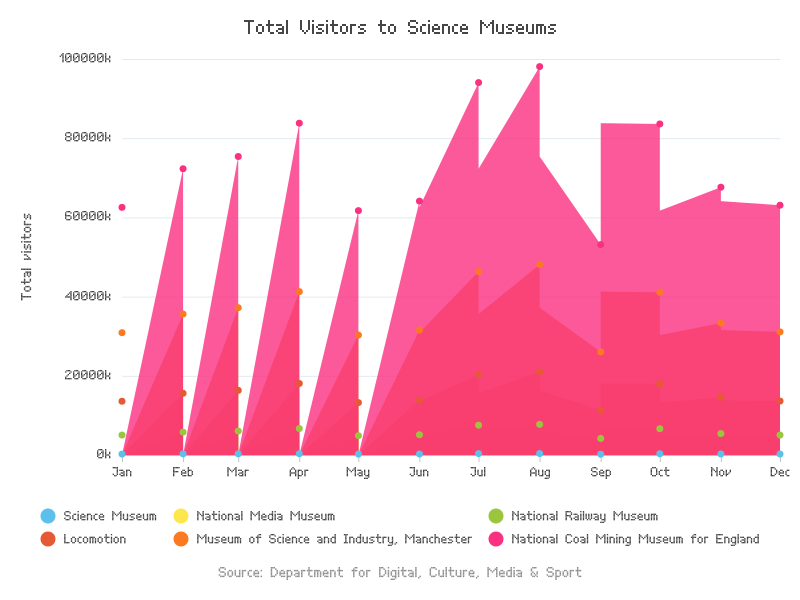 Total Visitors to Science Museums
100000k
80000k
60000k
40000k
20000k
0k
Total visitors
Jan Feb Mar Apr May Jun Jul Aug Sep Oct Nov Dec
Science Museum National Media Museum National Railway Museum
Locomotion Museum of Science and Industry, Manchester National Coal Mining Museum for England
Source: Department for Digital, Culture, Media & Sport